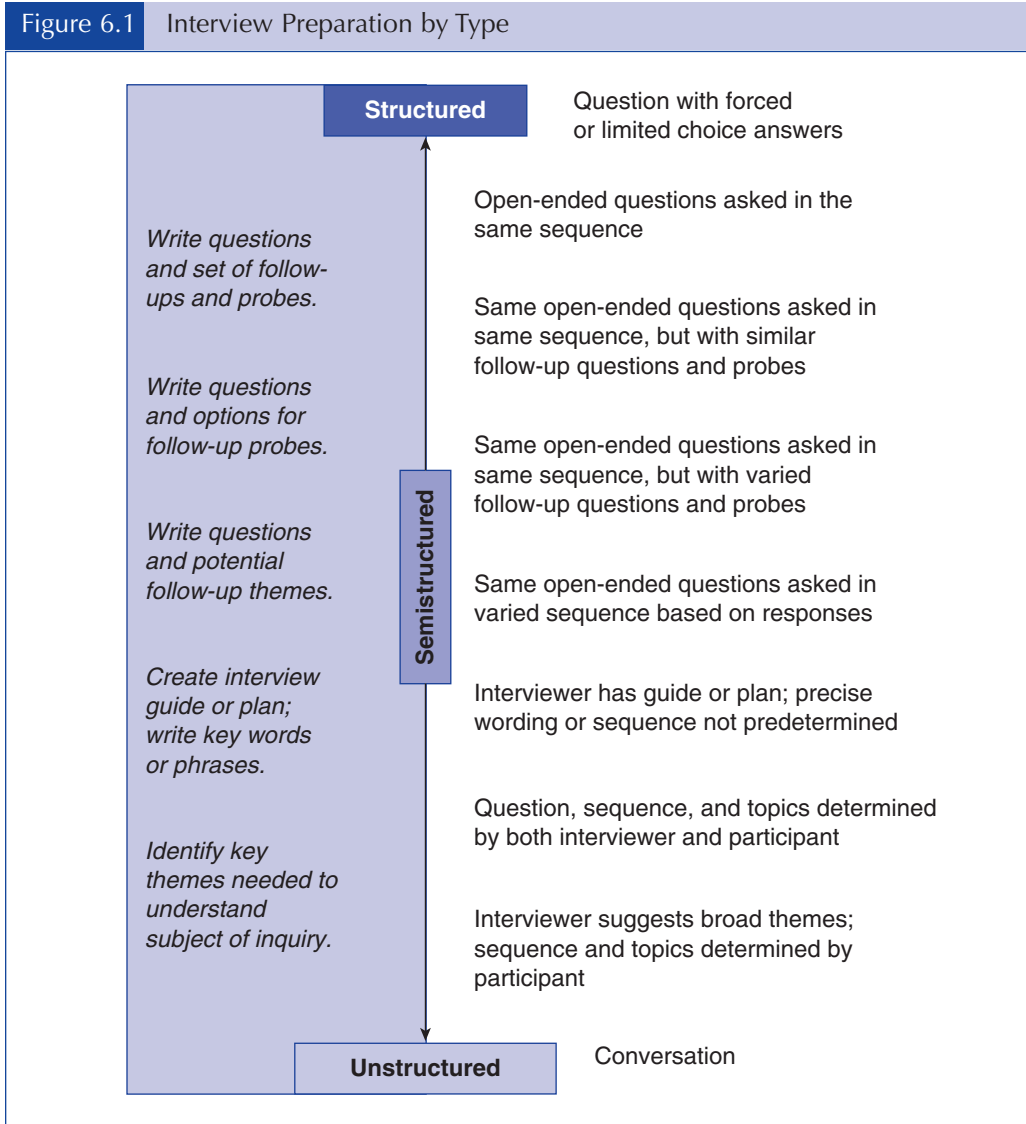 Figure 6.1 Interview Preparation by Type
Structured
Question with forced
or limited choice answers
Write questions
and set of follow-
ups and probes.
Write questions
and options for
follow-up probes.
Write questions
and potential
follow-up themes.
Create interview
guide or plan;
write key words
or phrases.
Identify key
themes needed to
understand
subject of inquiry.
Semistructured
Open-ended questions asked in the
same sequence
Same open-ended questions asked in
same sequence, but with similar
follow-up questions and probes
Same open-ended questions asked in
same sequence, but with varied
follow-up questions and probes
Same open-ended questions asked in
varied sequence based on responses
Interviewer has guide or plan; precise
wording or sequence not predetermined
Question, sequence, and topics determined
by both interviewer and participant
Interviewer suggests broad themes;
sequence and topics determined by
participant
Unstructured
Conversation